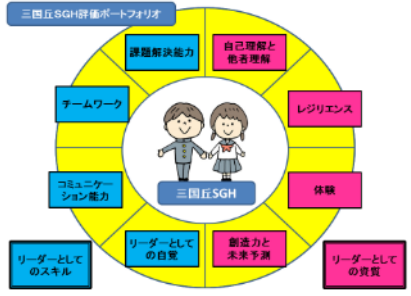 三国丘SGH評価ポートフォリオ
課題解決能力
自己理解と
他者理解
チームワーク
レジリエンス
三国丘SGH
コミュニケー
ション能力
体験
リーダーとして
の自覚
創造力と
未来予測
リーダーとして
のスキル
リーダーとして
の資質